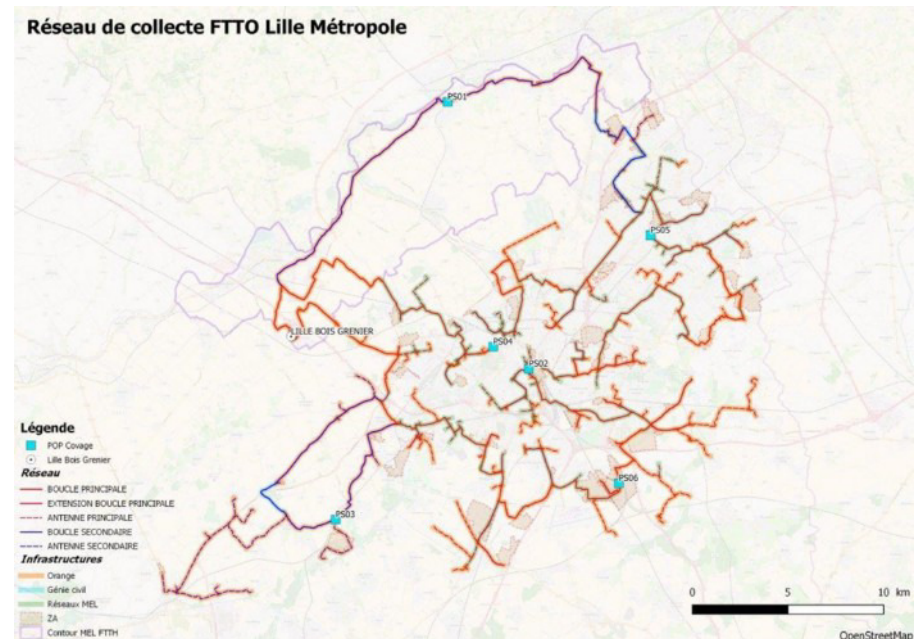 Réseau de collecte FTTO Lille Métropole
PS01
PS05
LILLE BOIS GRENIER
PS04
PS02
PS06
PS03
Légende
POP Covage
Lille Bois Grenier
Réseau
BOUCLE PRINCIPALE
EXTENSION BOUCLE PRINCIPALE
ANTENNE PRINCIPALE
BOUCLE SECONDAIRE
ANTENNE SECONDAIRE
Infrastructures
Orange
Génie civil
Réseaux MEL
ZA
Contour MEL FTTH
0 5 10 km
OpenStreetMap